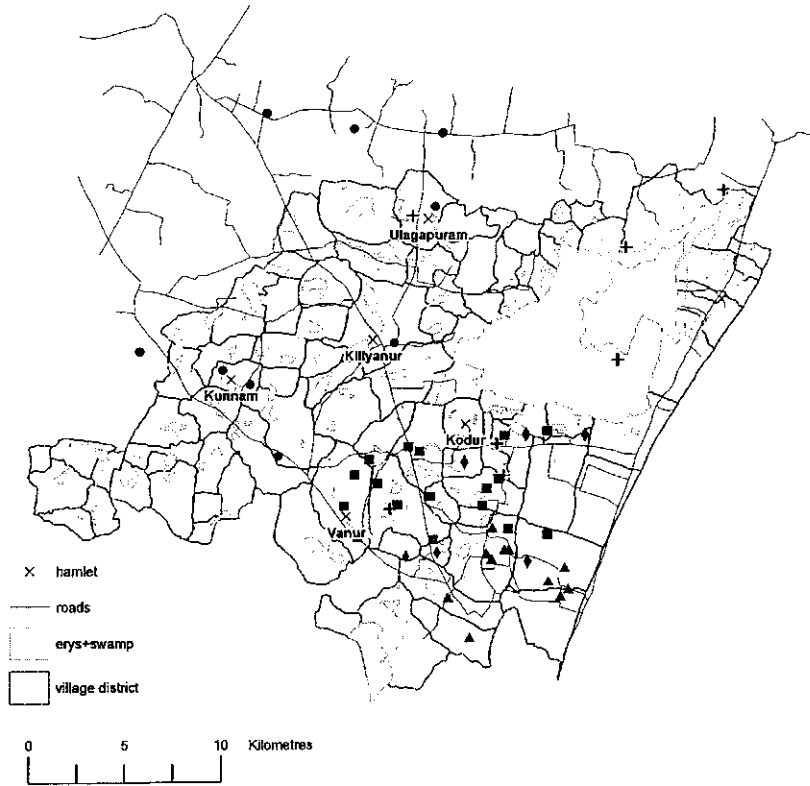 Ulagapuram
Kiliyanur
Kunnam
Kodur
Vanur
hamlet
roads
erys+swamp
village district
0 5 10 Kilometres